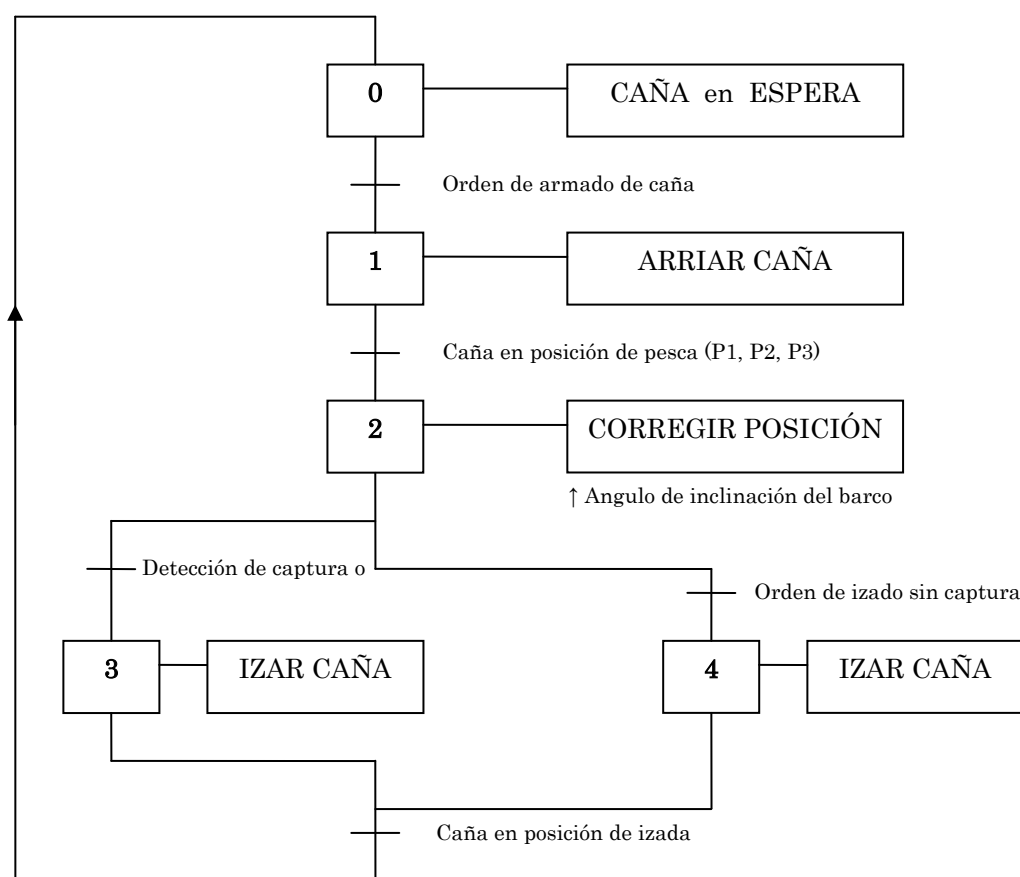 0
CAÑA en ESPERA
Orden de armado de caña
1
ARRIAR CAÑA
Caña en posición de pesca (P1, P2, P3)
2
CORREGIR POSICIÓN
↑ Angulo de inclinación del barco
Detección de captura o
Orden de izado sin captura
3
IZAR CAÑA
4
IZAR CAÑA
Caña en posición de izada